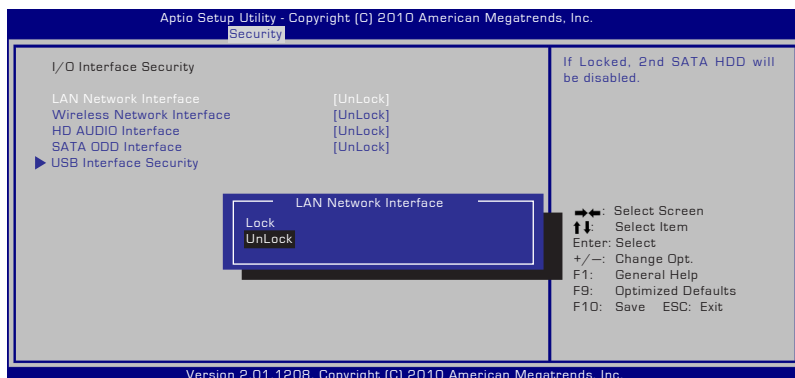 Aptio Setup Utility - Copyright (C) 2010 American Megatrends, Inc.
Security
I/O Interface Security
LAN Network Interface [UnLock]
Wireless Network Interface [UnLock]
HD AUDIO Interface [UnLock]
SATA ODD Interface [UnLock]
USB Interface Security
If Locked, 2nd SATA HDD will
be disabled.
LAN Network Interface
Lock
UnLock
→←: Select Screen
↑↓: Select Item
Enter: Select
+/—: Change Opt.
F1: General Help
F9: Optimized Defaults
F10: Save ESC: Exit
Version 2.01.1208. Copyright (C) 2010 American Megatrends, Inc.